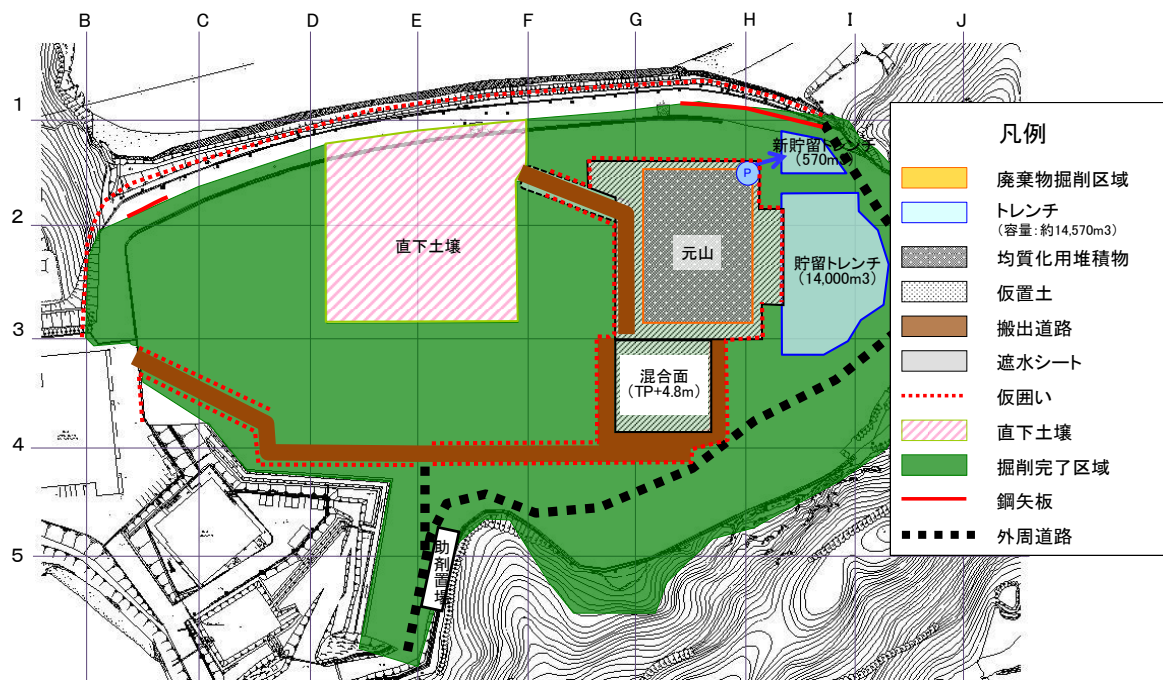 B C D E F G H I J
1
2
3
4
5
新貯留トレンチ
(570m
P
直下土壌
元山
貯留トレンチ
(14,000m3)
混合面
(TP+4.8m)
助剤置場
凡例
廃棄物掘削区域
トレンチ
(容量:約14,570m3)
均質化用堆積物
仮置土
搬出道路
遮水シート
仮囲い
直下土壌
掘削完了区域
鋼矢板
外周道路